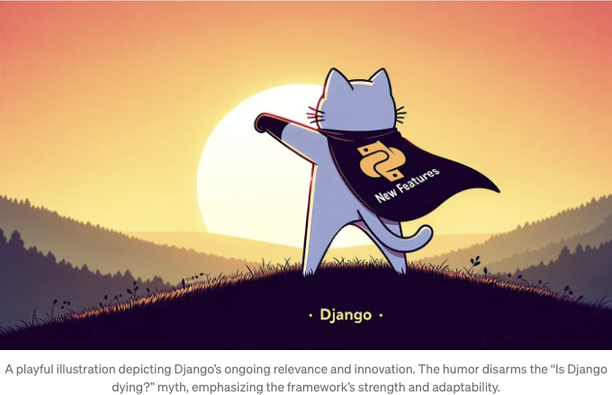 New Features
· Django ·
A playful illustration depicting Django’s ongoing relevance and innovation. The humor disarms the “Is Django
dying?” myth, emphasizing the framework’s strength and adaptability.